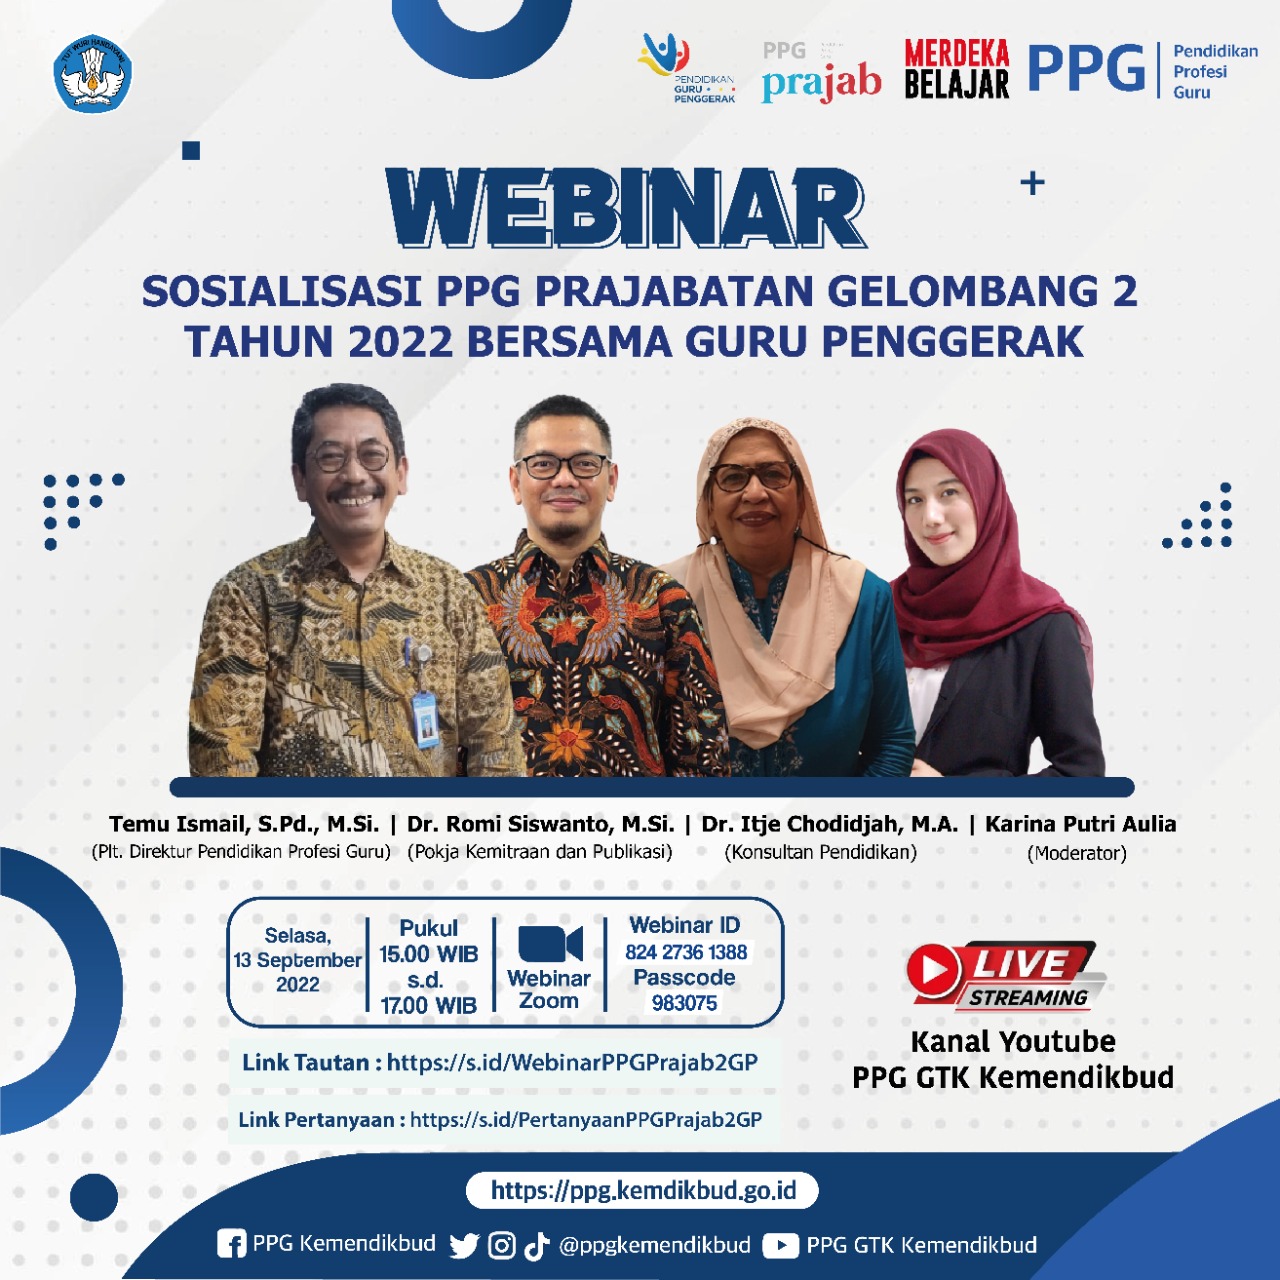 TUT WURI HANDAYANI
PENDIDIKAN
GURU
PENGGERAK
PPG
prajab
MERDEKA
BELAJAR
PPG
Pendidikan
Profesi
Guru
WEBINAR
SOSIALISASI PPG PRAJABATAN GELOMBANG 2
TAHUN 2022 BERSAMA GURU PENGGERAK
Temu Ismail, S.Pd., M.Si. | Dr. Romi Siswanto, M.Si. | Dr. Itje Chodidjah, M.A. | Karina Putri Aulia
(Plt. Direktur Pendidikan Profesi Guru) (Pokja Kemitraan dan Publikasi) (Konsultan Pendidikan) (Moderator)
Selasa,
13 September
2022
Pukul
15.00 WIB
s.d.
17.00 WIB
Webinar
Zoom
Webinar ID
824 2736 1388
Passcode
983075
LIVE
STREAMING
Kanal Youtube
PPG GTK Kemendikbud
Link Tautan : https://s.id/WebinarPPGPrajab2GP
Link Pertanyaan : https://s.id/PertanyaanPPGPrajab2GP
https://ppg.kemdikbud.go.id
PPG Kemendikbud @ppgkemendikbud PPG GTK Kemendikbud